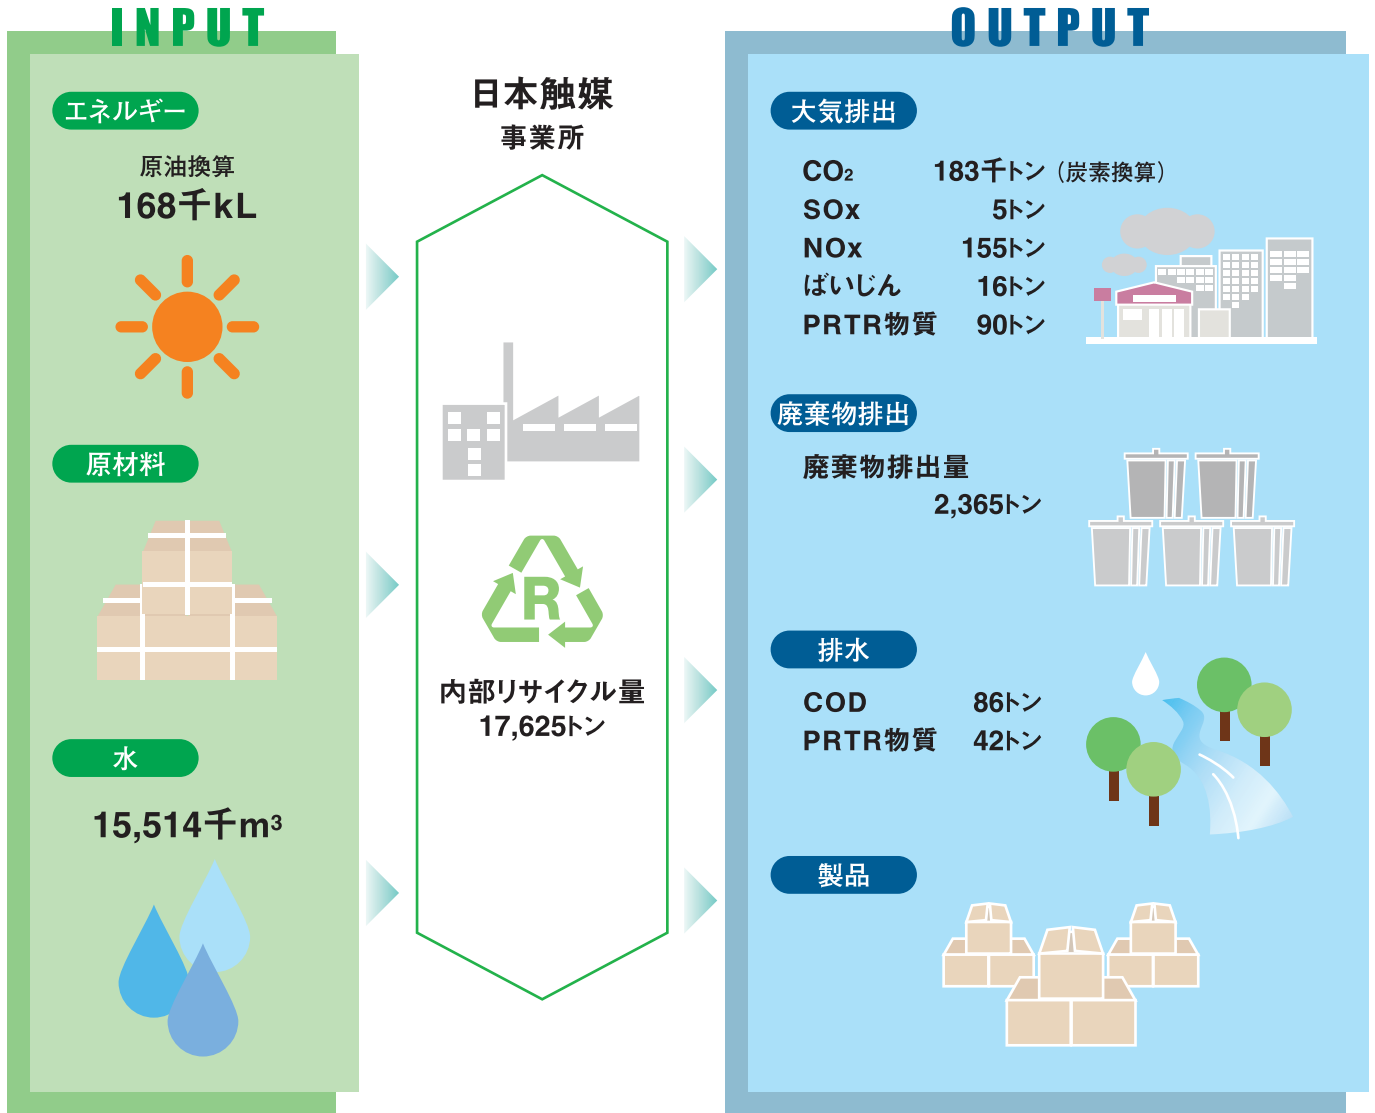 INPUT
エネルギー
原油換算
168千kL
原材料
水
15,514千m³
日本触媒
事業所
R
内部リサイクル量
17,625トン
OUTPUT
大気排出
CO₂ 183千トン（炭素換算）
SOx 5トン
NOx 155トン
ばいじん 16トン
PRTR物質 90トン
廃棄物排出
廃棄物排出量
2,365トン
排水
COD 86トン
PRTR物質 42トン
製品